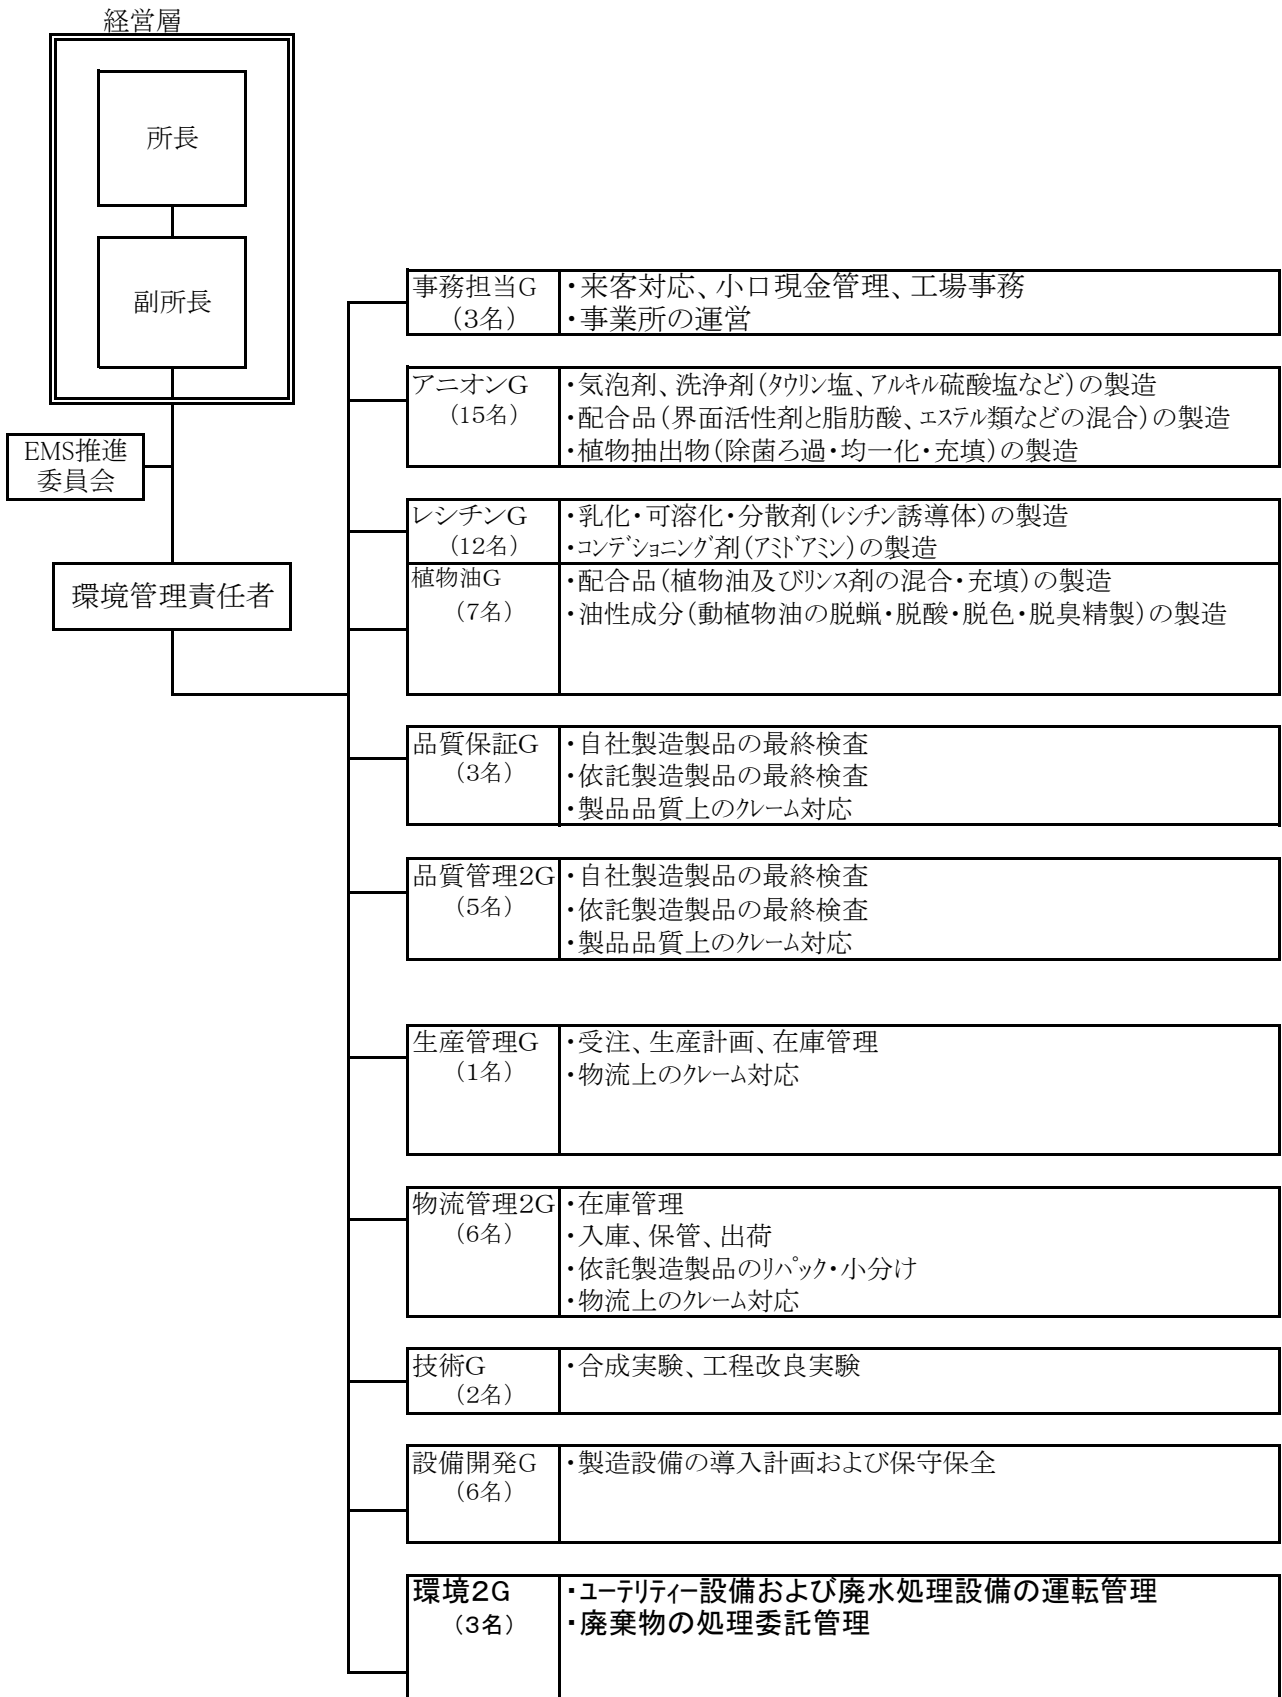 経営層
所長
副所長
EMS推進
委員会
環境管理責任者
事務担当G
（3名）
・来客対応、小口現金管理、工場事務
・事業所の運営
アニオンG
（15名）
・気泡剤、洗浄剤（ﾀｳﾘﾝ塩、ｱﾙｷﾙ硫酸塩など）の製造
・配合品（界面活性剤と脂肪酸、ｴｽﾃﾙ類などの混合）の製造
・植物抽出物（除菌ろ過・均一化・充填）の製造
レシチンG
（12名）
・乳化・可溶化・分散剤（ﾚｼﾁﾝ誘導体）の製造
・ｺﾝﾃﾞｼｮﾆﾝｸﾞ剤（ｱﾐﾄﾞｱﾐﾝ）の製造
植物油G
（7名）
・配合品（植物油及びﾘﾝｽ剤の混合・充填）の製造
・油性成分（動植物油の脱蝋・脱酸・脱色・脱臭精製）の製造
品質保証G
（3名）
・自社製造製品の最終検査
・依託製造製品の最終検査
・製品品質上のｸﾚｰﾑ対応
品質管理2G
（5名）
・自社製造製品の最終検査
・依託製造製品の最終検査
・製品品質上のｸﾚｰﾑ対応
生産管理G
（1名）
・受注、生産計画、在庫管理
・物流上のｸﾚｰﾑ対応
物流管理2G
（6名）
・在庫管理
・入庫、保管、出荷
・依託製造製品のﾘﾊﾟｯｸ・小分け
・物流上のｸﾚｰﾑ対応
技術G
（2名）
・合成実験、工程改良実験
設備開発G
（6名）
・製造設備の導入計画および保守保全
環境2G
（3名）
・ﾕｰﾃﾘﾃｨｰ設備および廃水処理設備の運転管理
・廃棄物の処理委託管理